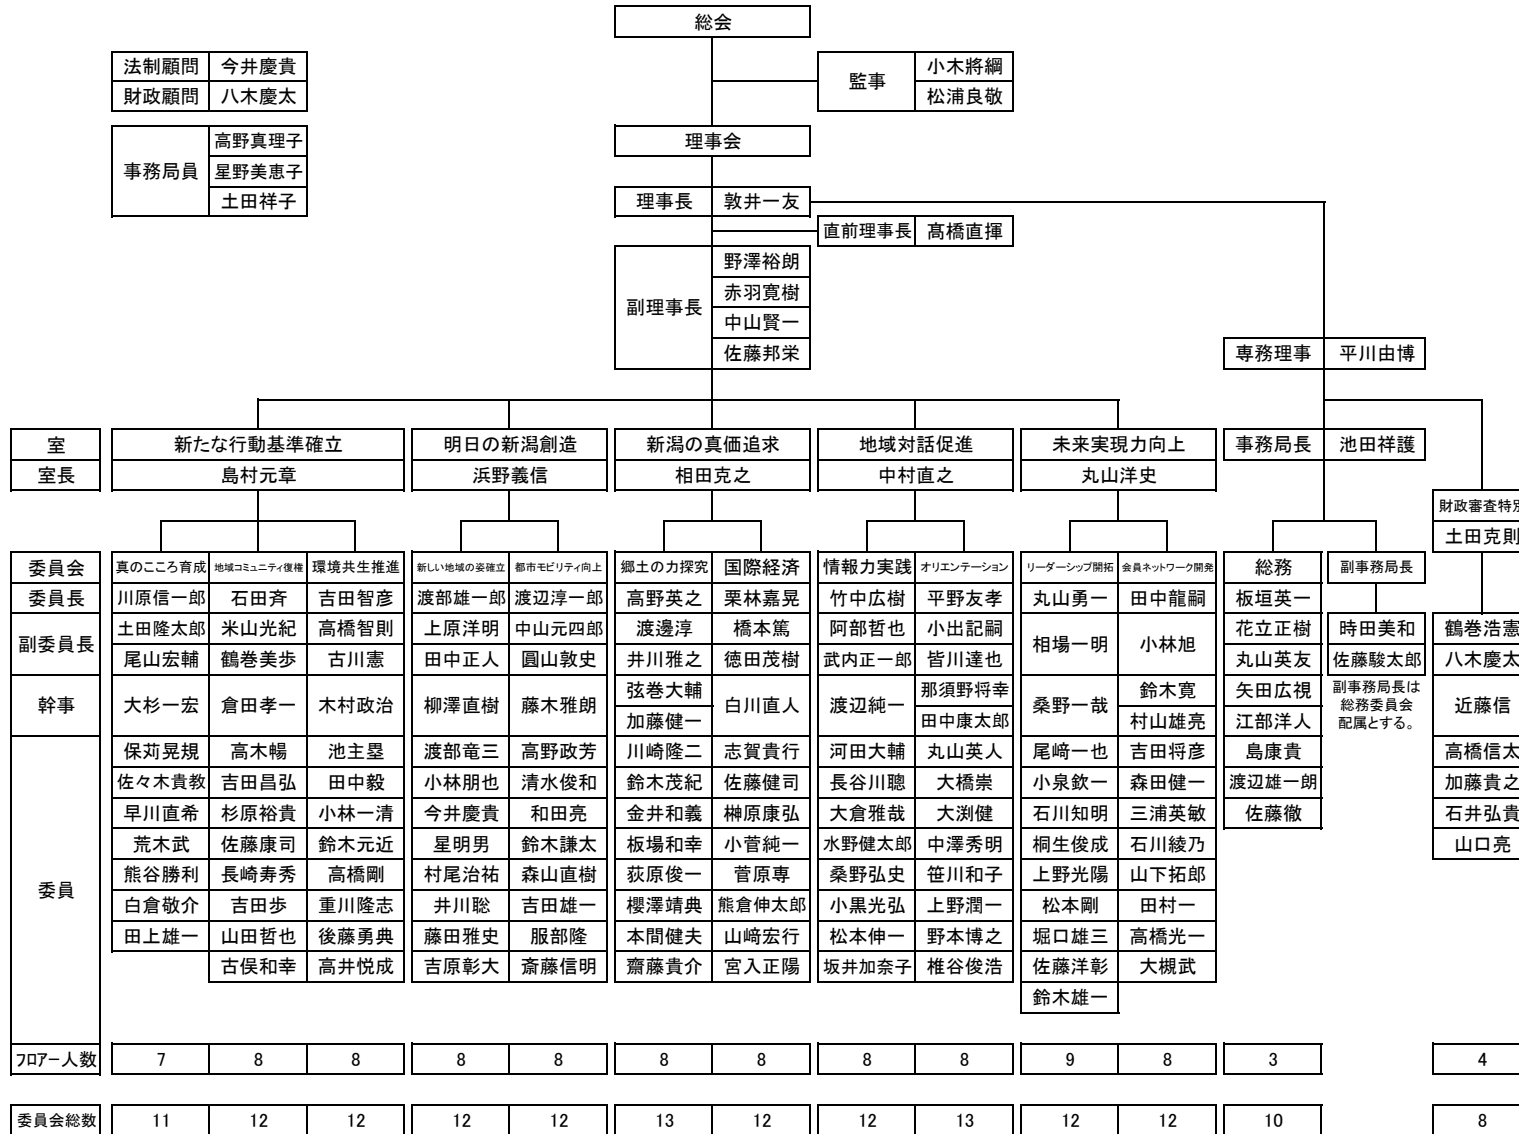 総会
法制顧問 今井慶貴
財政顧問 八木慶太
監事 小木將綱
松浦良敬
事務局員 高野真理子
星野美恵子
土田祥子
理事会
理事長 敦井一友
直前理事長 髙橋直揮
副理事長 野澤裕朗
赤羽寛樹
中山賢一
佐藤邦栄
専務理事 平川由博
室 新たな行動基準確立 明日の新潟創造 新潟の真価追求 地域対話促進 未来実現力向上 事務局長 池田祥護
室長 島村元章 浜野義信 相田克之 中村直之 丸山洋史
財政審査特別
土田克則
委員会 真のこころ育成 地域コミュニティ復権 環境共生推進 新しい地域の姿確立 都市モビリティ向上 郷土の力探究 国際経済 情報力実践 オリエンテーション リーダーシップ開拓 会員ネットワーク開発 総務 副事務局長
委員長 川原信一郎 石田斉 吉田智彦 渡部雄一郎 渡辺淳一郎 高野英之 栗林嘉晃 竹中広樹 平野友孝 丸山勇一 田中龍嗣 板垣英一
副委員長 土田隆太郎 米山光紀 高橋智則 上原洋明 中山元四郎 渡邊淳 橋本篤 阿部哲也 小出記嗣 相場一明 小林旭 花立正樹 時田美和 鶴巻浩憲
尾山宏輔 鶴巻美歩 古川憲 田中正人 圓山敦史 井川雅之 徳田茂樹 武内正一郎 皆川達也 丸山英友 佐藤駿太郎 八木慶太
幹事 大杉一宏 倉田孝一 木村政治 柳澤直樹 藤木雅朗 弦巻大輔 白川直人 渡辺純一 那須野将幸 桑野一哉 鈴木寛 矢田広視 近藤信
加藤健一 田中康太郎 村山雄亮 江部洋人
副事務局長は
総務委員会
配属とする。
委員 保苅晃規 高木暢 池主塁 渡部竜三 高野政芳 川崎隆二 志賀貴行 河田大輔 丸山英人 尾﨑一也 吉田将彦 島康貴 高橋信太
佐々木貴教 吉田昌弘 田中毅 小林朋也 清水俊和 鈴木茂紀 佐藤健司 長谷川聰 大橋崇 小泉欽一 森田健一 渡辺雄一朗 加藤貴之
早川直希 杉原裕貴 小林一清 今井慶貴 和田亮 金井和義 榊原康弘 大倉雅哉 大渕健 石川知明 三浦英敏 佐藤徹 石井弘貴
荒木武 佐藤康司 鈴木元近 星明男 鈴木謙太 板場和幸 小菅純一 水野健太郎 中澤秀明 桐生俊成 石川綾乃 山口亮
熊谷勝利 長崎寿秀 高橋剛 村尾治祐 森山直樹 荻原俊一 菅原専 桑野弘史 笹川和子 上野光陽 山下拓郎
白倉敬介 吉田歩 重川隆志 井川聡 吉田雄一 櫻澤靖典 熊倉伸太郎 小黒光弘 上野潤一 松本剛 田村一
田上雄一 山田哲也 後藤勇典 藤田雅史 服部隆 本間健夫 山﨑宏行 松本伸一 野本博之 堀口雄三 高橋光一
古俣和幸 高井悦成 吉原彰大 斎藤信明 齋藤貴介 宮入正陽 坂井加奈子 椎谷俊浩 佐藤洋彰 大槻武
鈴木雄一
フロアー人数 7 8 8 8 8 8 8 8 8 9 8 3 4
委員会総数 11 12 12 12 12 13 12 12 13 12 12 10 8